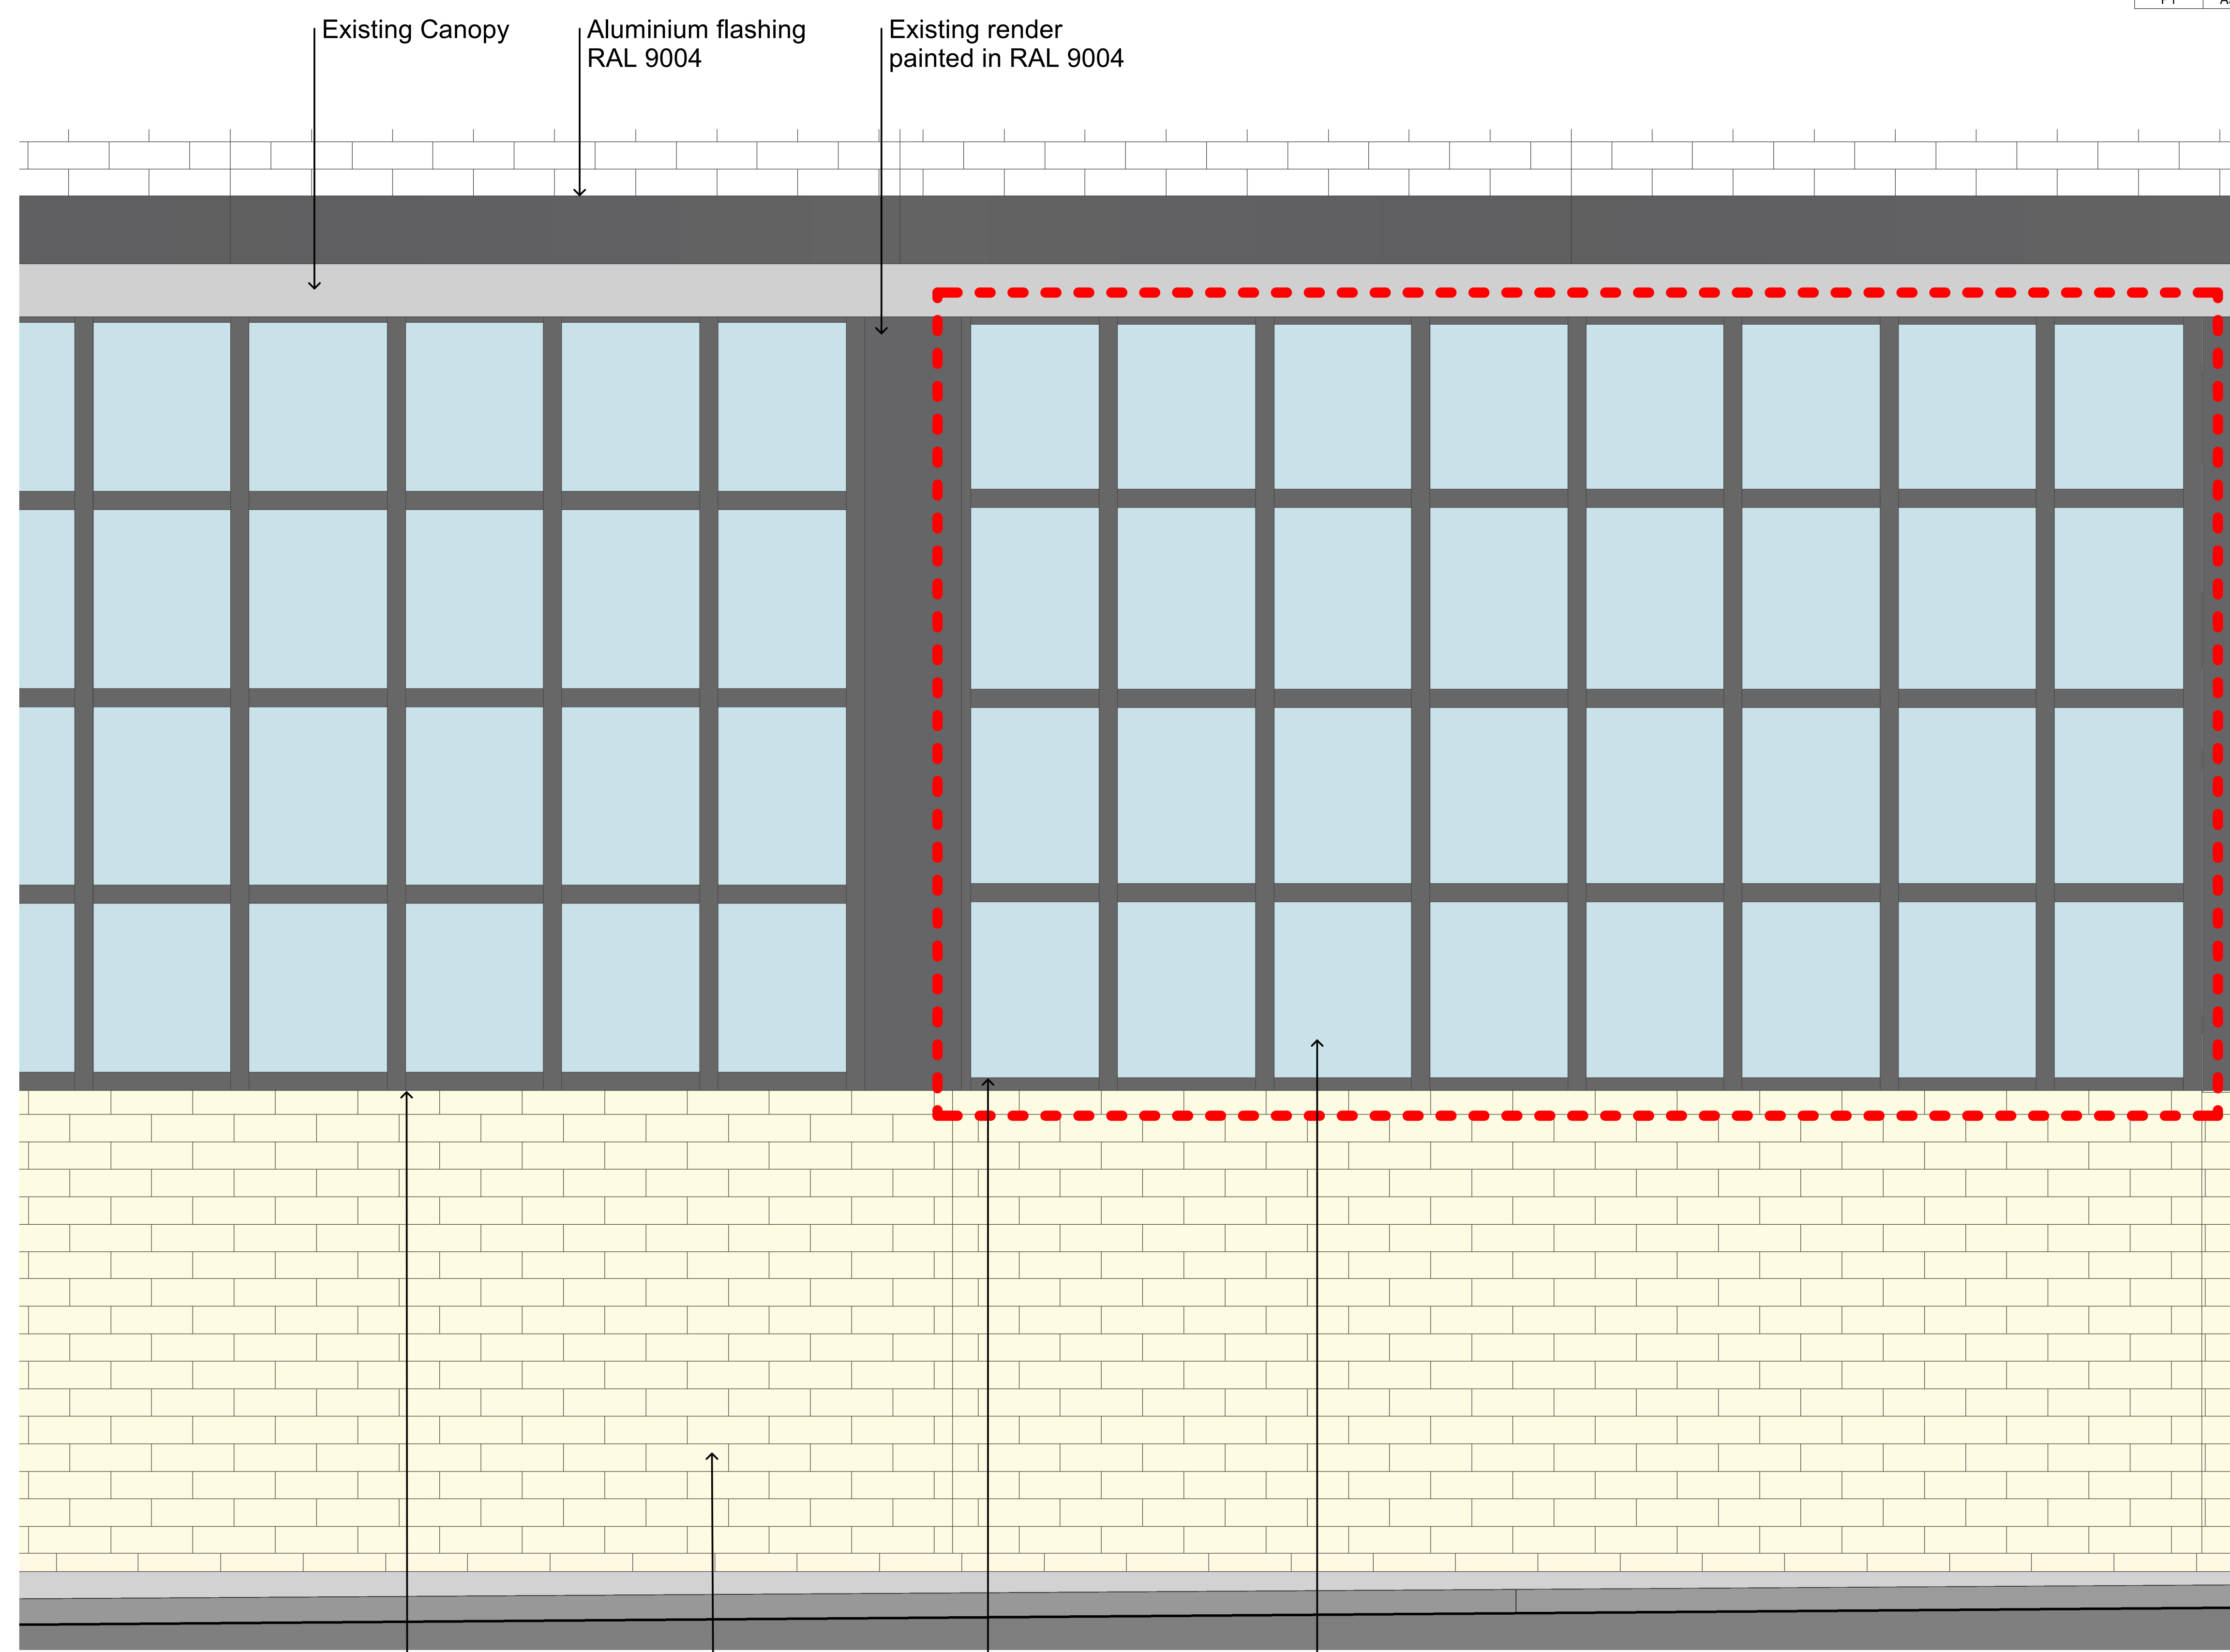 Existing Canopy
Aluminium flashing
RAL 9004
Existing render
painted in RAL 9004